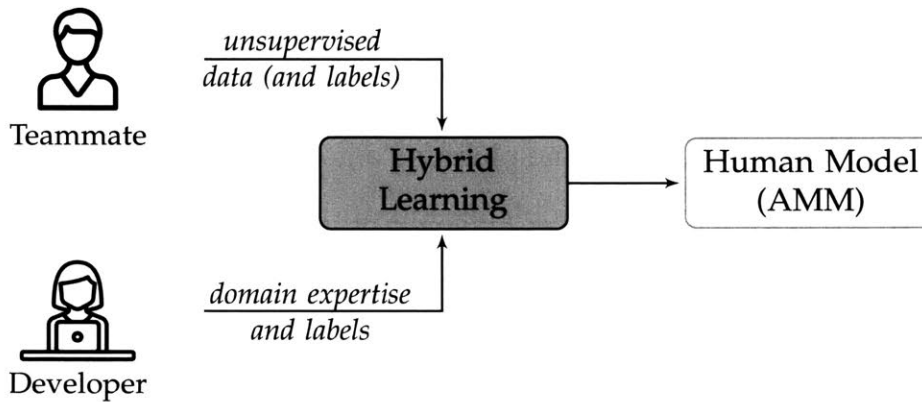 unsupervised
data (and labels)
Teammate
Hybrid
Learning
Human Model
(AMM)
domain expertise
and labels
Developer